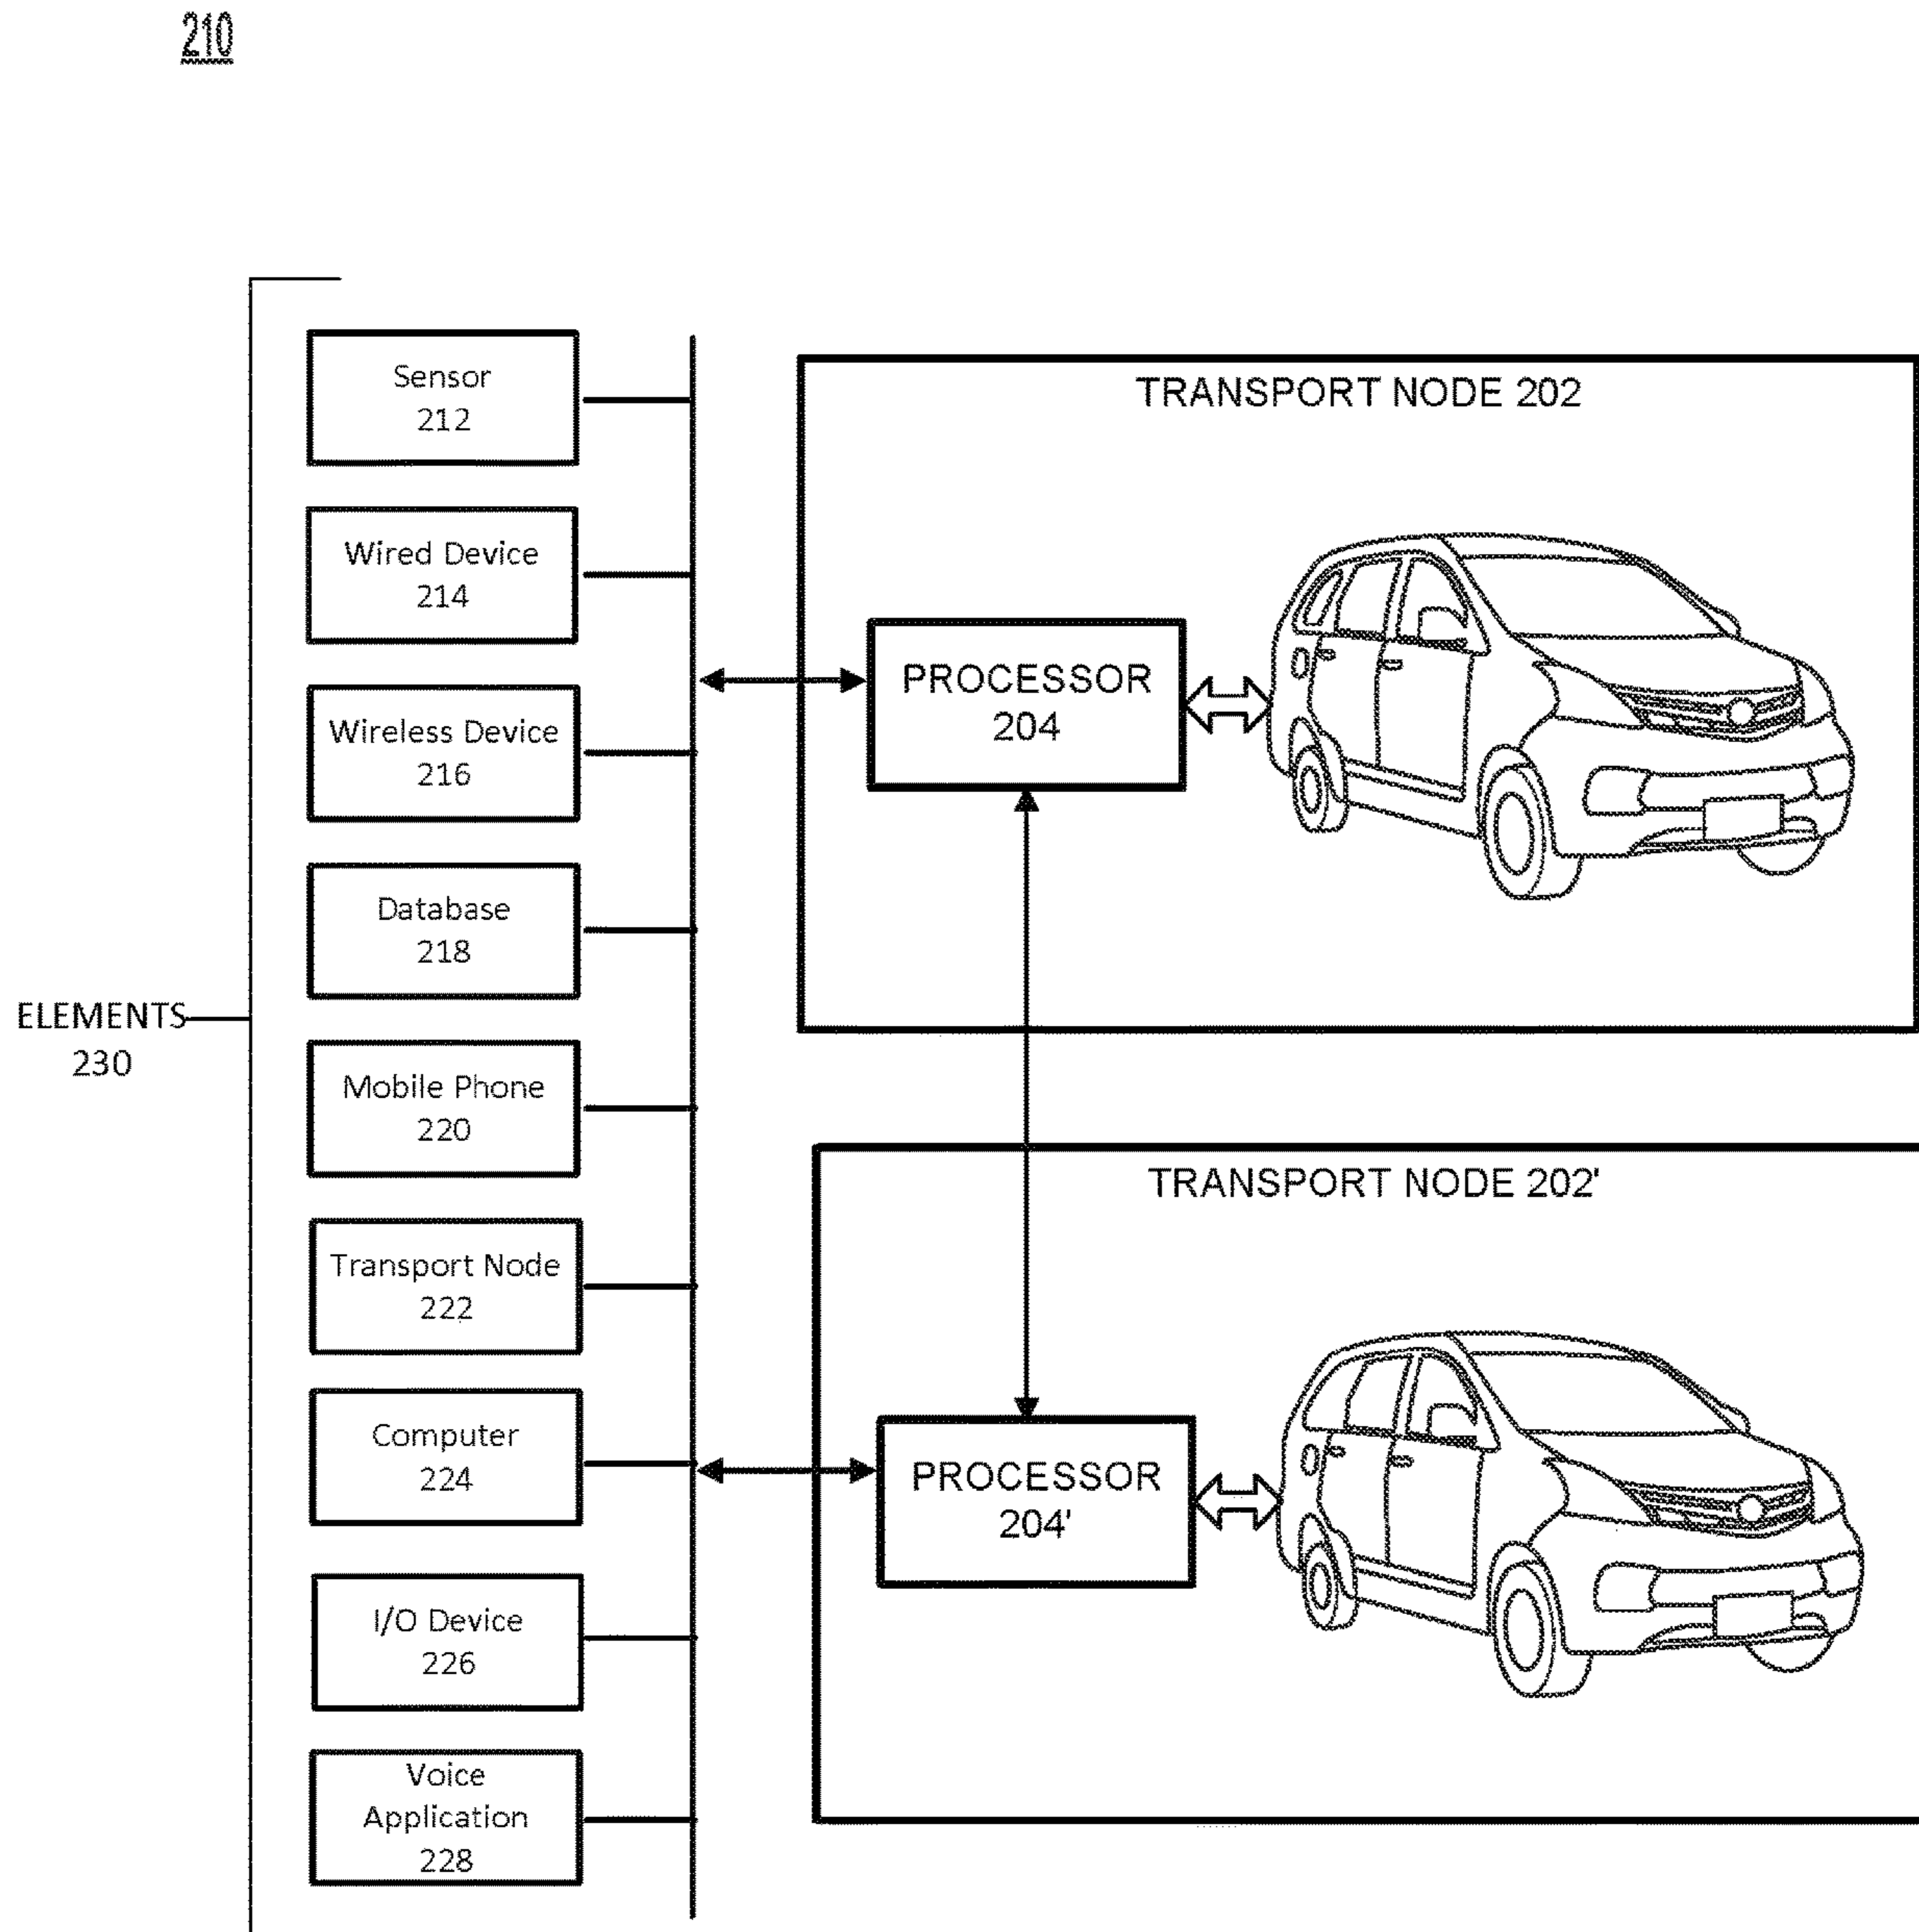 210
Sensor
212
Wired Device
214
Wireless Device
216
Database
218
ELEMENTS
230
Mobile Phone
220
Transport Node
222
Computer
224
I/O Device
226
Voice
Application
228
TRANSPORT NODE 202
PROCESSOR
204
TRANSPORT NODE 202'
PROCESSOR
204'